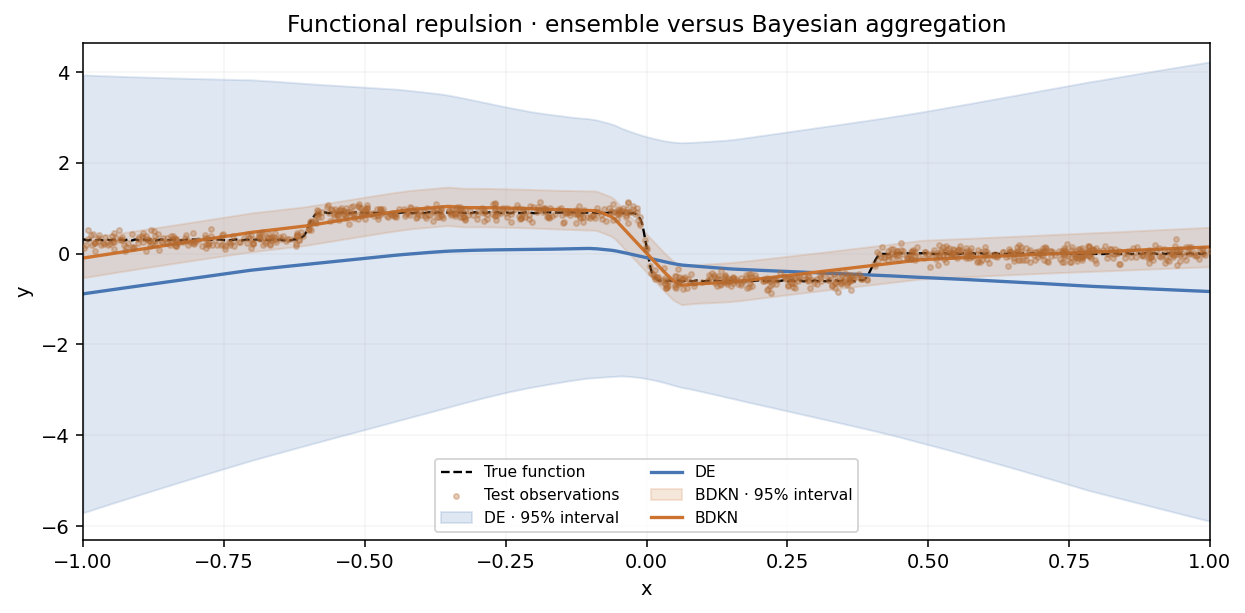 Functional repulsion · ensemble versus Bayesian aggregation
y
4
2
0
−2
−4
−6
True function
Test observations
DE · 95% interval
DE
BDKN · 95% interval
BDKN
−1.00 −0.75 −0.50 −0.25 0.00 0.25 0.50 0.75 1.00
x